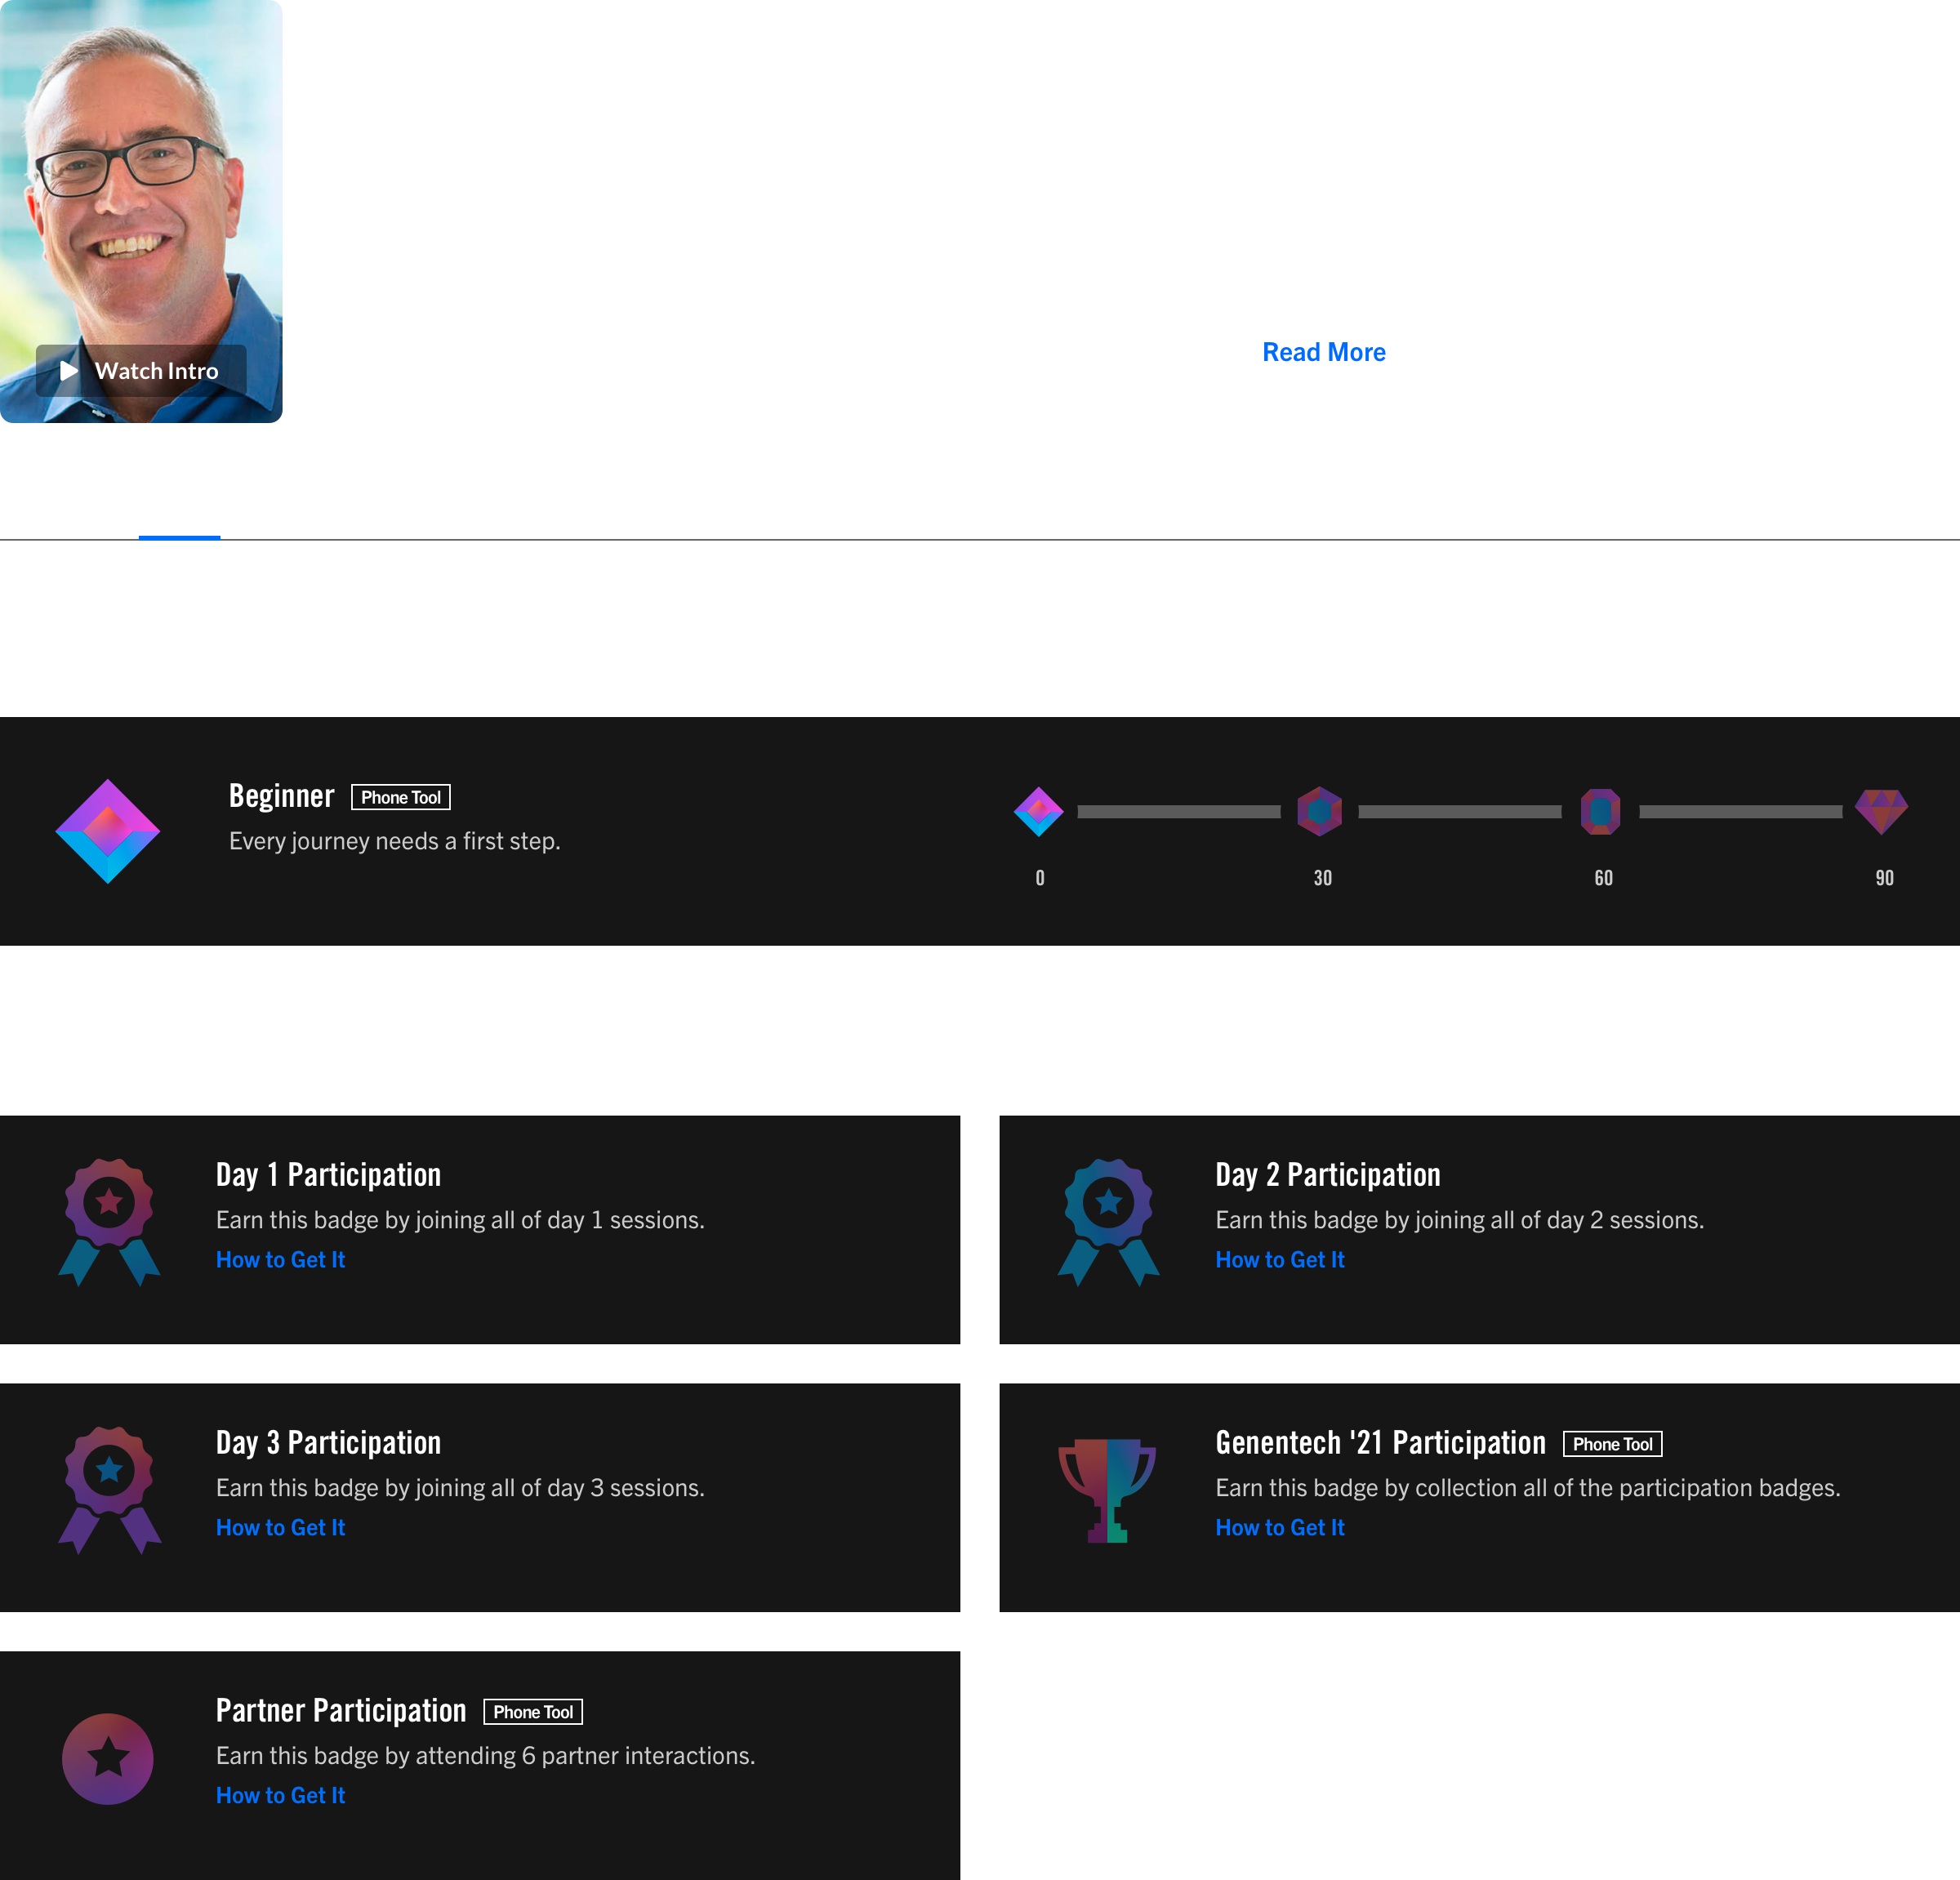 Watch Intro
Read More
Beginner
Phone Tool
Every journey needs a first step.
0
30
60
90
Day 1 Participation
Earn this badge by joining all of day 1 sessions.
How to Get It
Day 2 Participation
Earn this badge by joining all of day 2 sessions.
How to Get It
Day 3 Participation
Earn this badge by joining all of day 3 sessions.
How to Get It
Genentech '21 Participation
Phone Tool
Earn this badge by collection all of the participation badges.
How to Get It
Partner Participation
Phone Tool
Earn this badge by attending 6 partner interactions.
How to Get It